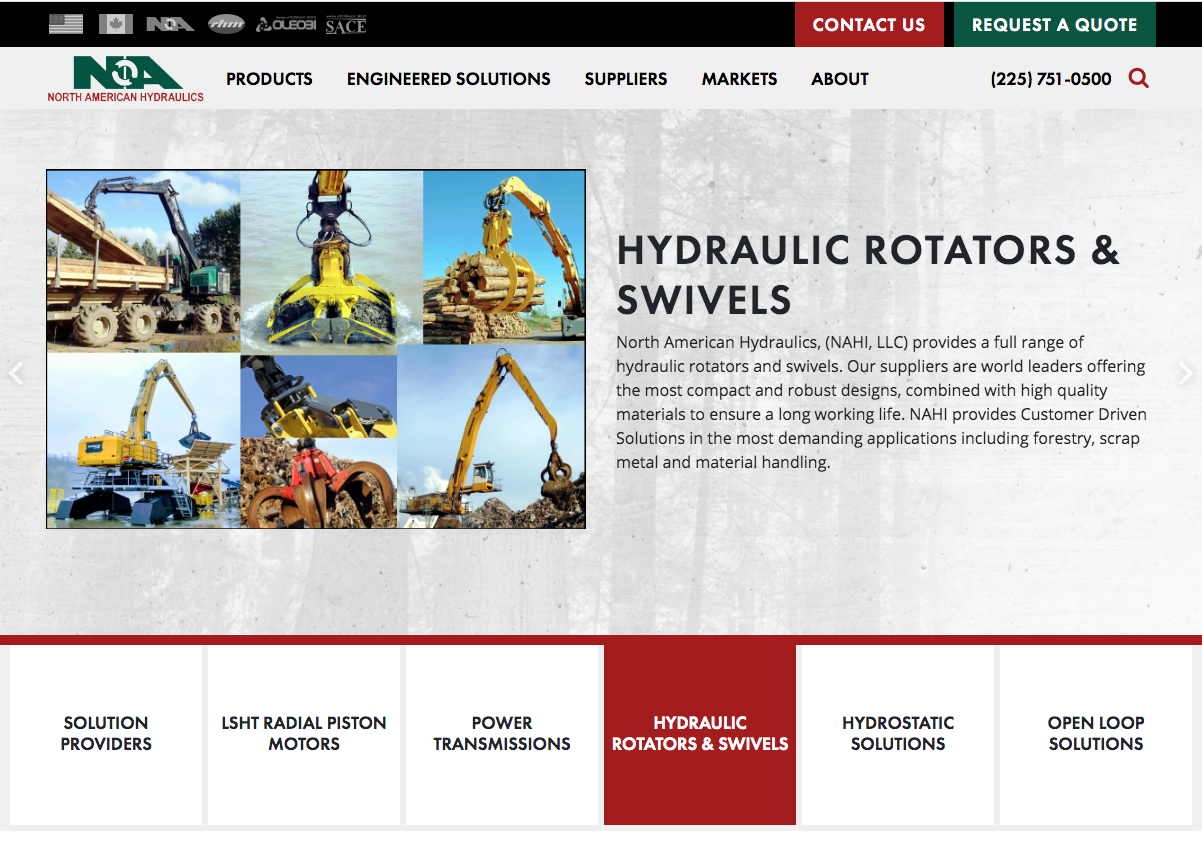 NA
rhm
OLEOBI
SACE
CONTACT US
REQUEST A QUOTE
NA
NORTH AMERICAN HYDRAULICS
PRODUCTS
ENGINEERED SOLUTIONS
SUPPLIERS
MARKETS
ABOUT
(225) 751-0500
HYDRAULIC ROTATORS &
SWIVELS
North American Hydraulics, (NAHI, LLC) provides a full range of
hydraulic rotators and swivels. Our suppliers are world leaders offering
the most compact and robust designs, combined with high quality
materials to ensure a long working life. NAHI provides Customer Driven
Solutions in the most demanding applications including forestry, scrap
metal and material handling.
SOLUTION
PROVIDERS
LSHT RADIAL PISTON
MOTORS
POWER
TRANSMISSIONS
HYDRAULIC
ROTATORS & SWIVELS
HYDROSTATIC
SOLUTIONS
OPEN LOOP
SOLUTIONS